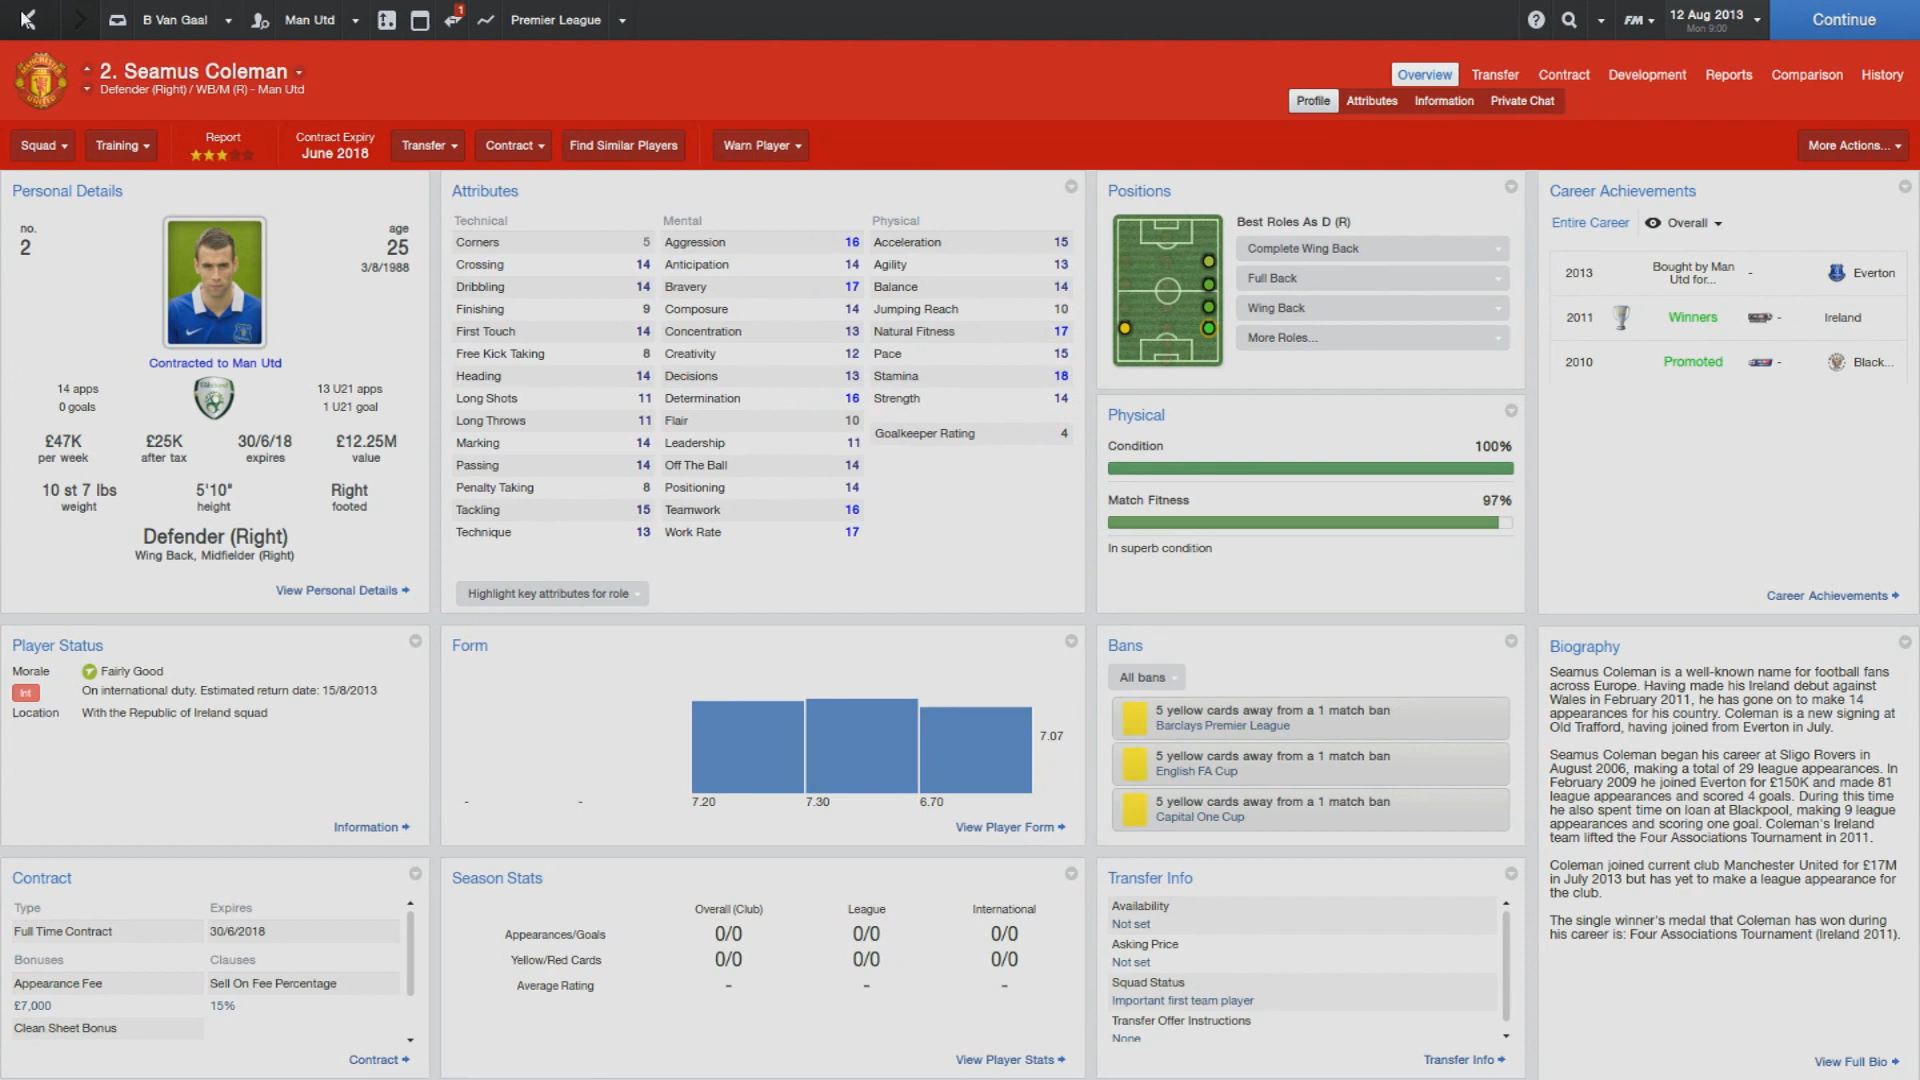 B Van Gaal
Man Utd
1
Premier League
FM
12 Aug 2013
Mon 9:00
Continue
2. Seamus Coleman
Defender (Right) / WB/M (R) - Man Utd
Overview
Transfer
Contract
Development
Reports
Comparison
History
Profile
Attributes
Information
Private Chat
Squad
Training
Report
Contract Expiry
June 2018
Transfer
Contract
Find Similar Players
Warn Player
More Actions...
Personal Details
no.
2
age
25
3/8/1988
Contracted to Man Utd
14 apps
0 goals
13 U21 apps
1 U21 goal
£47K
per week
£25K
after tax
30/6/18
expires
£12.25M
value
10 st 7 lbs
weight
5'10"
height
Right
footed
Defender (Right)
Wing Back, Midfielder (Right)
View Personal Details
Attributes
Technical
Corners 5
Crossing 14
Dribbling 14
Finishing 9
First Touch 14
Free Kick Taking 8
Heading 14
Long Shots 11
Long Throws 11
Marking 14
Passing 14
Penalty Taking 8
Tackling 15
Technique 13
Mental
Aggression 16
Anticipation 14
Bravery 17
Composure 14
Concentration 13
Creativity 12
Decisions 13
Determination 16
Flair 10
Leadership 11
Off The Ball 14
Positioning 14
Teamwork 16
Work Rate 17
Physical
Acceleration 15
Agility 13
Balance 14
Jumping Reach 10
Natural Fitness 17
Pace 15
Stamina 18
Strength 14
Goalkeeper Rating 4
Highlight key attributes for role
Positions
Best Roles As D (R)
Complete Wing Back
Full Back
Wing Back
More Roles...
Physical
Condition 100%
Match Fitness 97%
In superb condition
Career Achievements
Entire Career
Overall
2013 Bought by Man Utd for... - Everton
2011 Winners - Ireland
2010 Promoted - Black...
Career Achievements
Player Status
Morale Fairly Good
Int On international duty. Estimated return date: 15/8/2013
Location With the Republic of Ireland squad
Information
Form
- - 7.20 7.30 6.70
7.07
View Player Form
Bans
All bans
5 yellow cards away from a 1 match ban
Barclays Premier League
5 yellow cards away from a 1 match ban
English FA Cup
5 yellow cards away from a 1 match ban
Capital One Cup
Biography
Seamus Coleman is a well-known name for football fans
across Europe. Having made his Ireland debut against
Wales in February 2011, he has gone on to make 14
appearances for his country. Coleman is a new signing at
Old Trafford, having joined from Everton in July.
Seamus Coleman began his career at Sligo Rovers in
August 2006, making a total of 29 league appearances. In
February 2009 he joined Everton for £150K and made 81
league appearances and scored 4 goals. During this time
he also spent time on loan at Blackpool, making 9 league
appearances and scoring one goal. Coleman's Ireland
team lifted the Four Associations Tournament in 2011.
Coleman joined current club Manchester United for £17M
in July 2013 but has yet to make a league appearance for
the club.
The single winner's medal that Coleman has won during
his career is: Four Associations Tournament (Ireland 2011).
View Full Bio
Contract
Type Expires
Full Time Contract 30/6/2018
Bonuses Clauses
Appearance Fee Sell On Fee Percentage
£7,000 15%
Clean Sheet Bonus
Contract
Season Stats
Overall (Club) League International
Appearances/Goals 0/0 0/0 0/0
Yellow/Red Cards 0/0 0/0 0/0
Average Rating - - -
View Player Stats
Transfer Info
Availability
Not set
Asking Price
Not set
Squad Status
Important first team player
Transfer Offer Instructions
None
Transfer Info